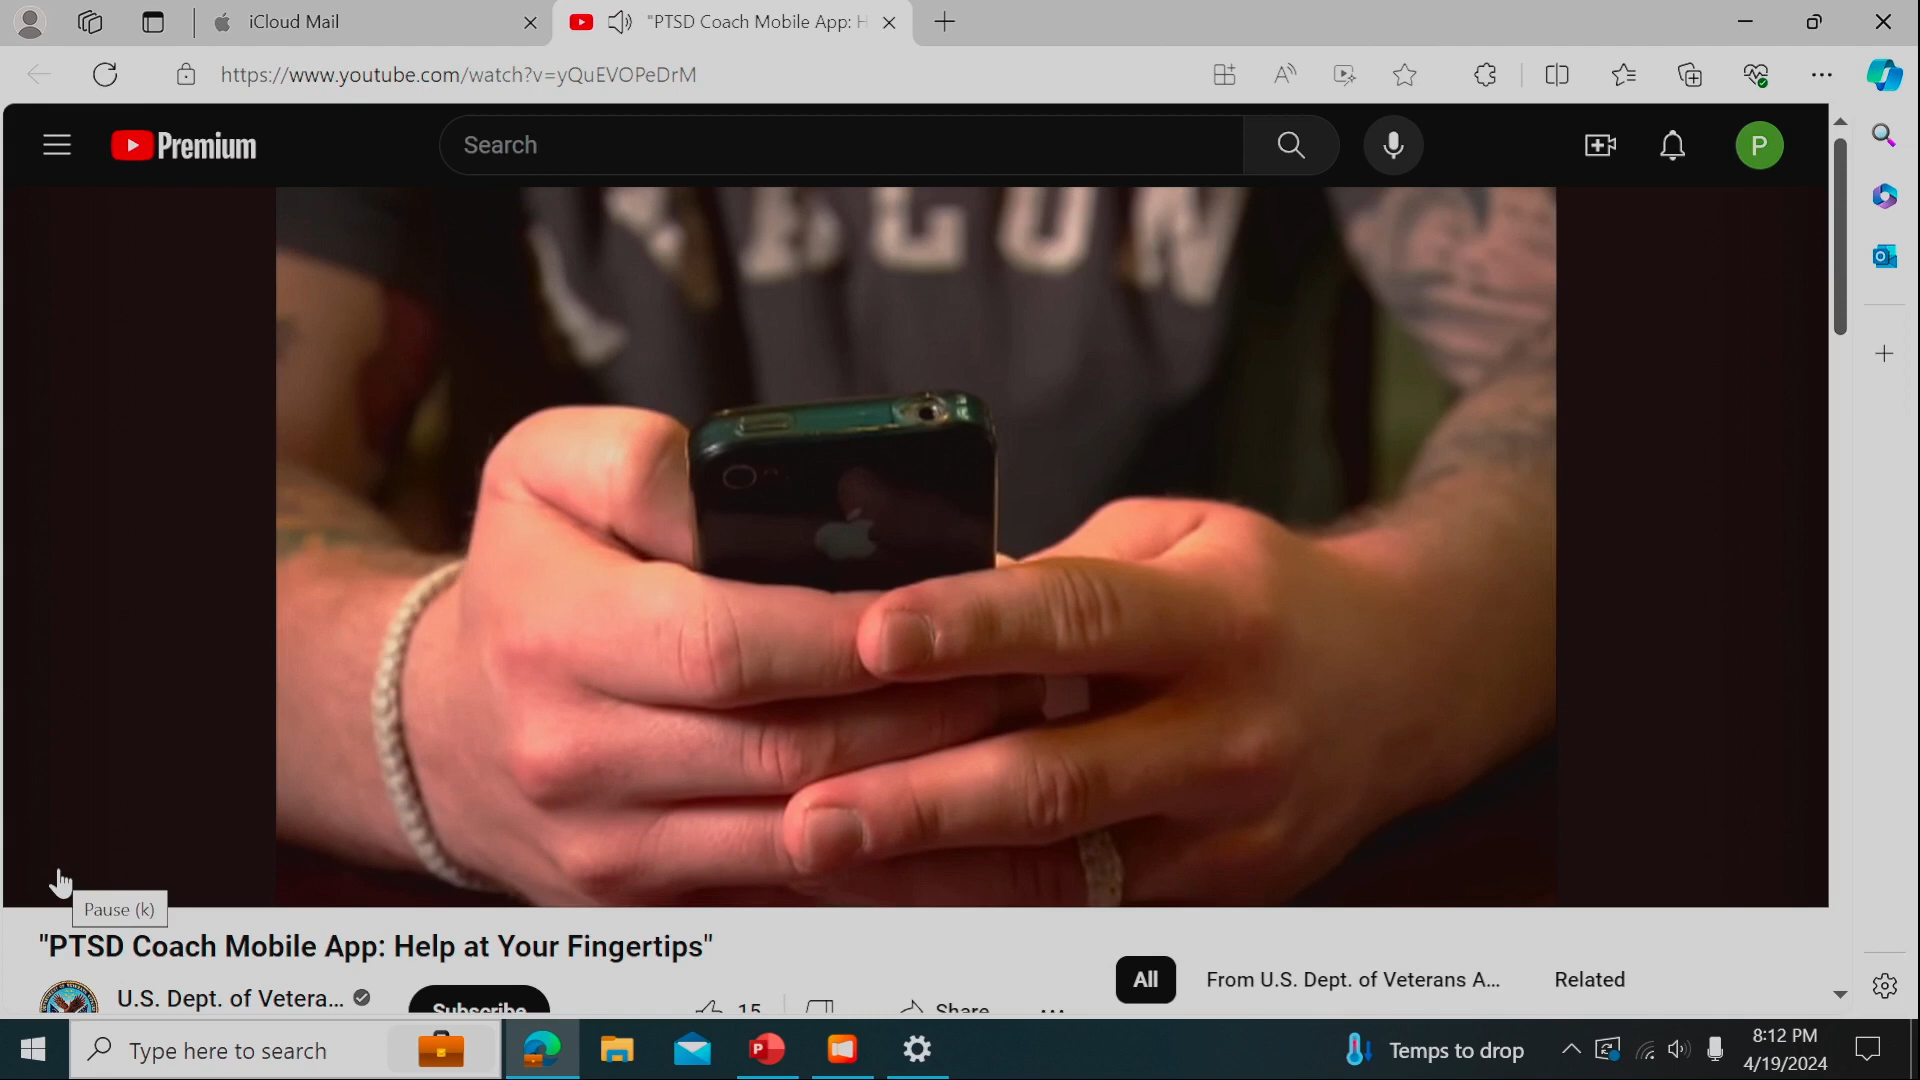 iCloud Mail
"PTSD Coach Mobile App: H
https://www.youtube.com/watch?v=yQuEVOPeDrM
Premium
Search
P
Pause (k)
"PTSD Coach Mobile App: Help at Your Fingertips"
U.S. Dept. of Vetera...
Subscribe
15
Share
All
From U.S. Dept. of Veterans A...
Related
Type here to search
Temps to drop
8:12 PM
4/19/2024